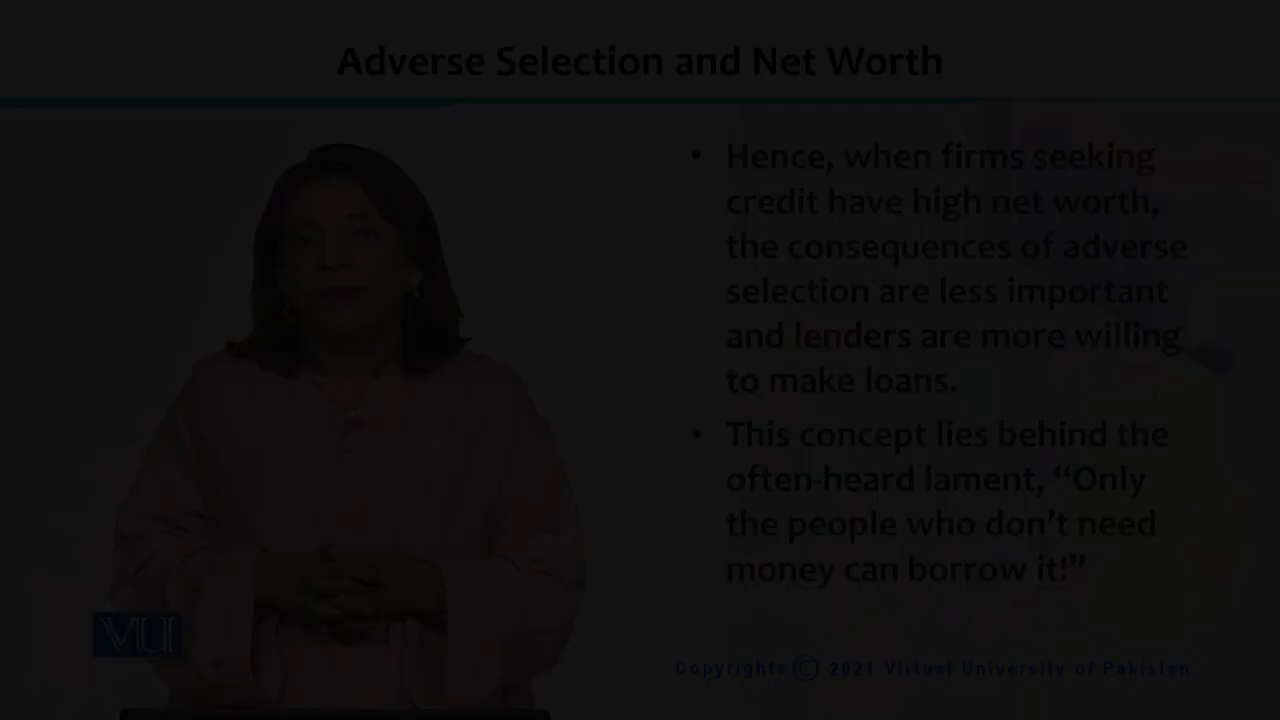 Adverse Selection and Net Worth
• Hence, when firms seeking
credit have high net worth,
the consequences of adverse
selection are less important
and lenders are more willing
to make loans.
• This concept lies behind the
often-heard lament, “Only
the people who don’t need
money can borrow it!”
VU
Copyrights © 2021 Virtual University of Pakistan